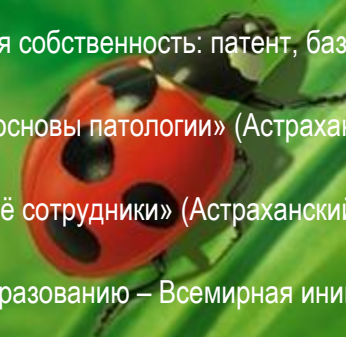 я собственность: патент, баз
основы патологии» (Астрахан
ё сотрудники» (Астраханский
разованию – Всемирная ини